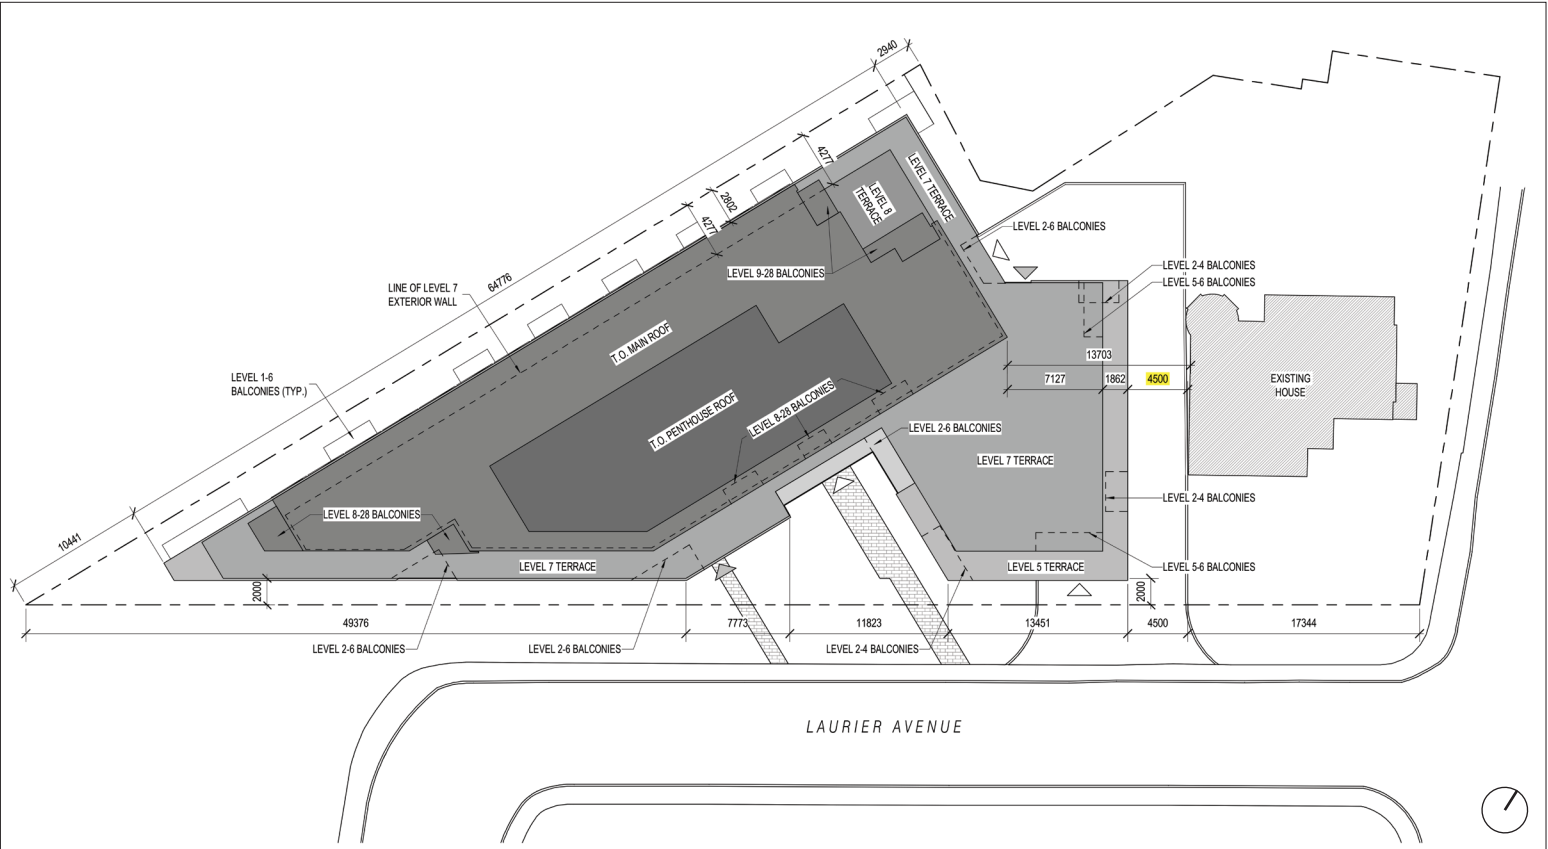 2940
4277
2802
4277
64776
10441
LEVEL 7 TERRACE
LEVEL 8
TERRACE
LEVEL 2-6 BALCONIES
LEVEL 2-4 BALCONIES
LEVEL 5-6 BALCONIES
LEVEL 9-28 BALCONIES
LINE OF LEVEL 7
EXTERIOR WALL
T.O. MAIN ROOF
13703
7127
1862
4500
EXISTING
HOUSE
LEVEL 1-6
BALCONIES (TYP.)
T.O. PENTHOUSE ROOF
LEVEL 8-28 BALCONIES
LEVEL 2-6 BALCONIES
LEVEL 7 TERRACE
LEVEL 2-4 BALCONIES
LEVEL 8-28 BALCONIES
LEVEL 7 TERRACE
LEVEL 5 TERRACE
LEVEL 5-6 BALCONIES
2000
2000
49376
7773
11823
13451
4500
17344
LEVEL 2-6 BALCONIES
LEVEL 2-6 BALCONIES
LEVEL 2-4 BALCONIES
LAURIER AVENUE